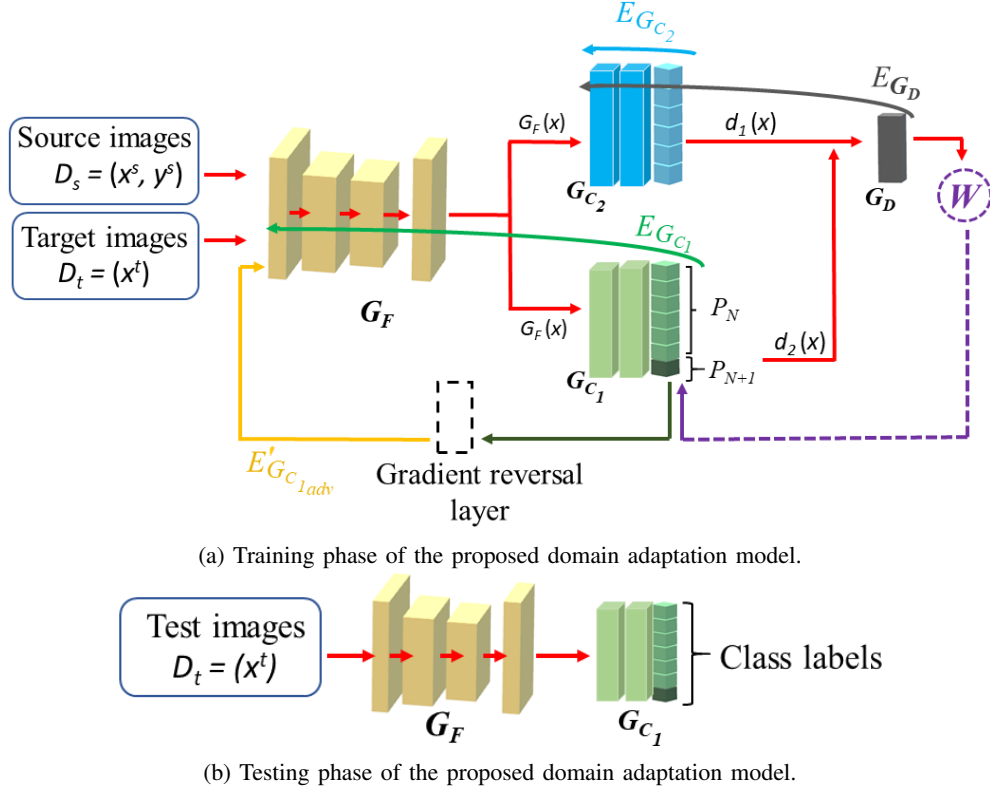 E_{G_{C_2}}
E_{G_D}
Source images
D_s = (x^s, y^s)
G_F(x)
d_1(x)
G_{C_2}
G_D
W
Target images
D_t = (x^t)
E_{G_{C_1}}
G_F
G_F(x)
P_N
d_2(x)
P_{N+1}
G_{C_1}
E'_{G_{C_{1adv}}}
Gradient reversal
layer
(a) Training phase of the proposed domain adaptation model.
Test images
D_t = (x^t)
Class labels
G_F
G_{C_1}
(b) Testing phase of the proposed domain adaptation model.